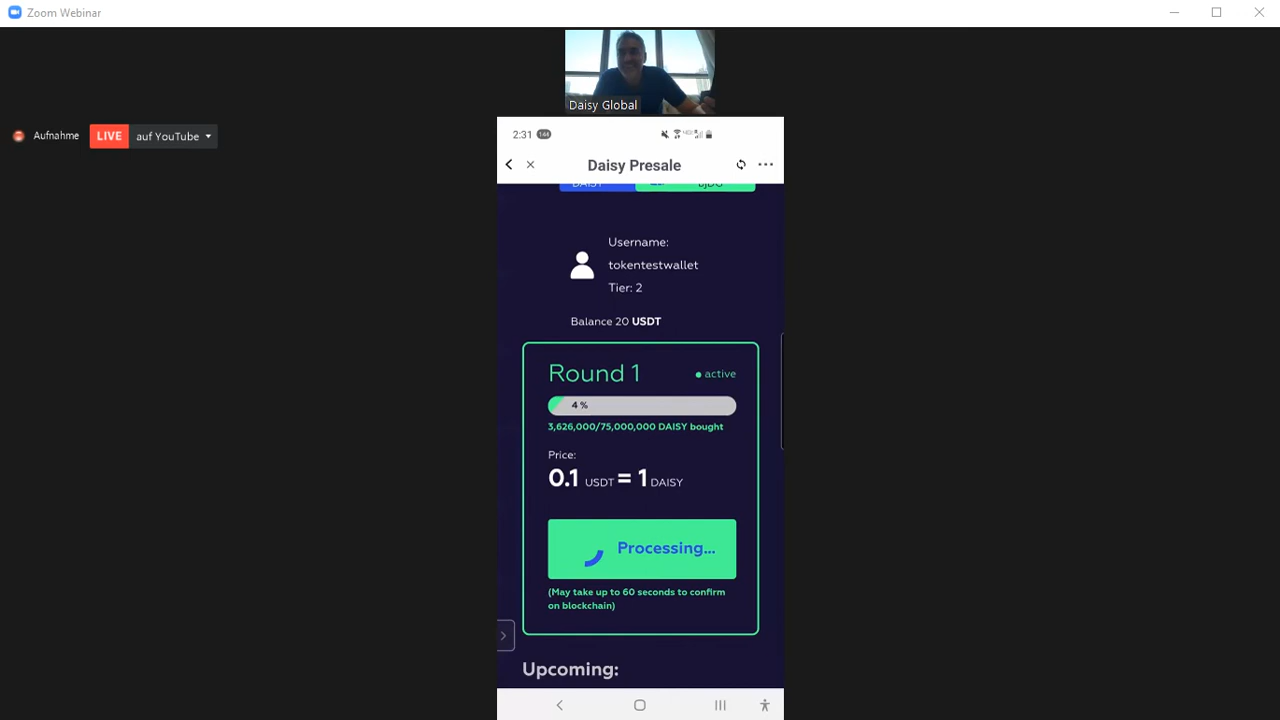 Zoom Webinar
Daisy Global
Aufnahme
LIVE auf YouTube
2:31 144
Daisy Presale
DAISY
Username:
tokentestwallet
Tier: 2
Balance 20 USDT
Round 1
active
4 %
3,626,000/75,000,000 DAISY bought
Price:
0.1 USDT = 1 DAISY
Processing...
(May take up to 60 seconds to confirm
on blockchain)
Upcoming: